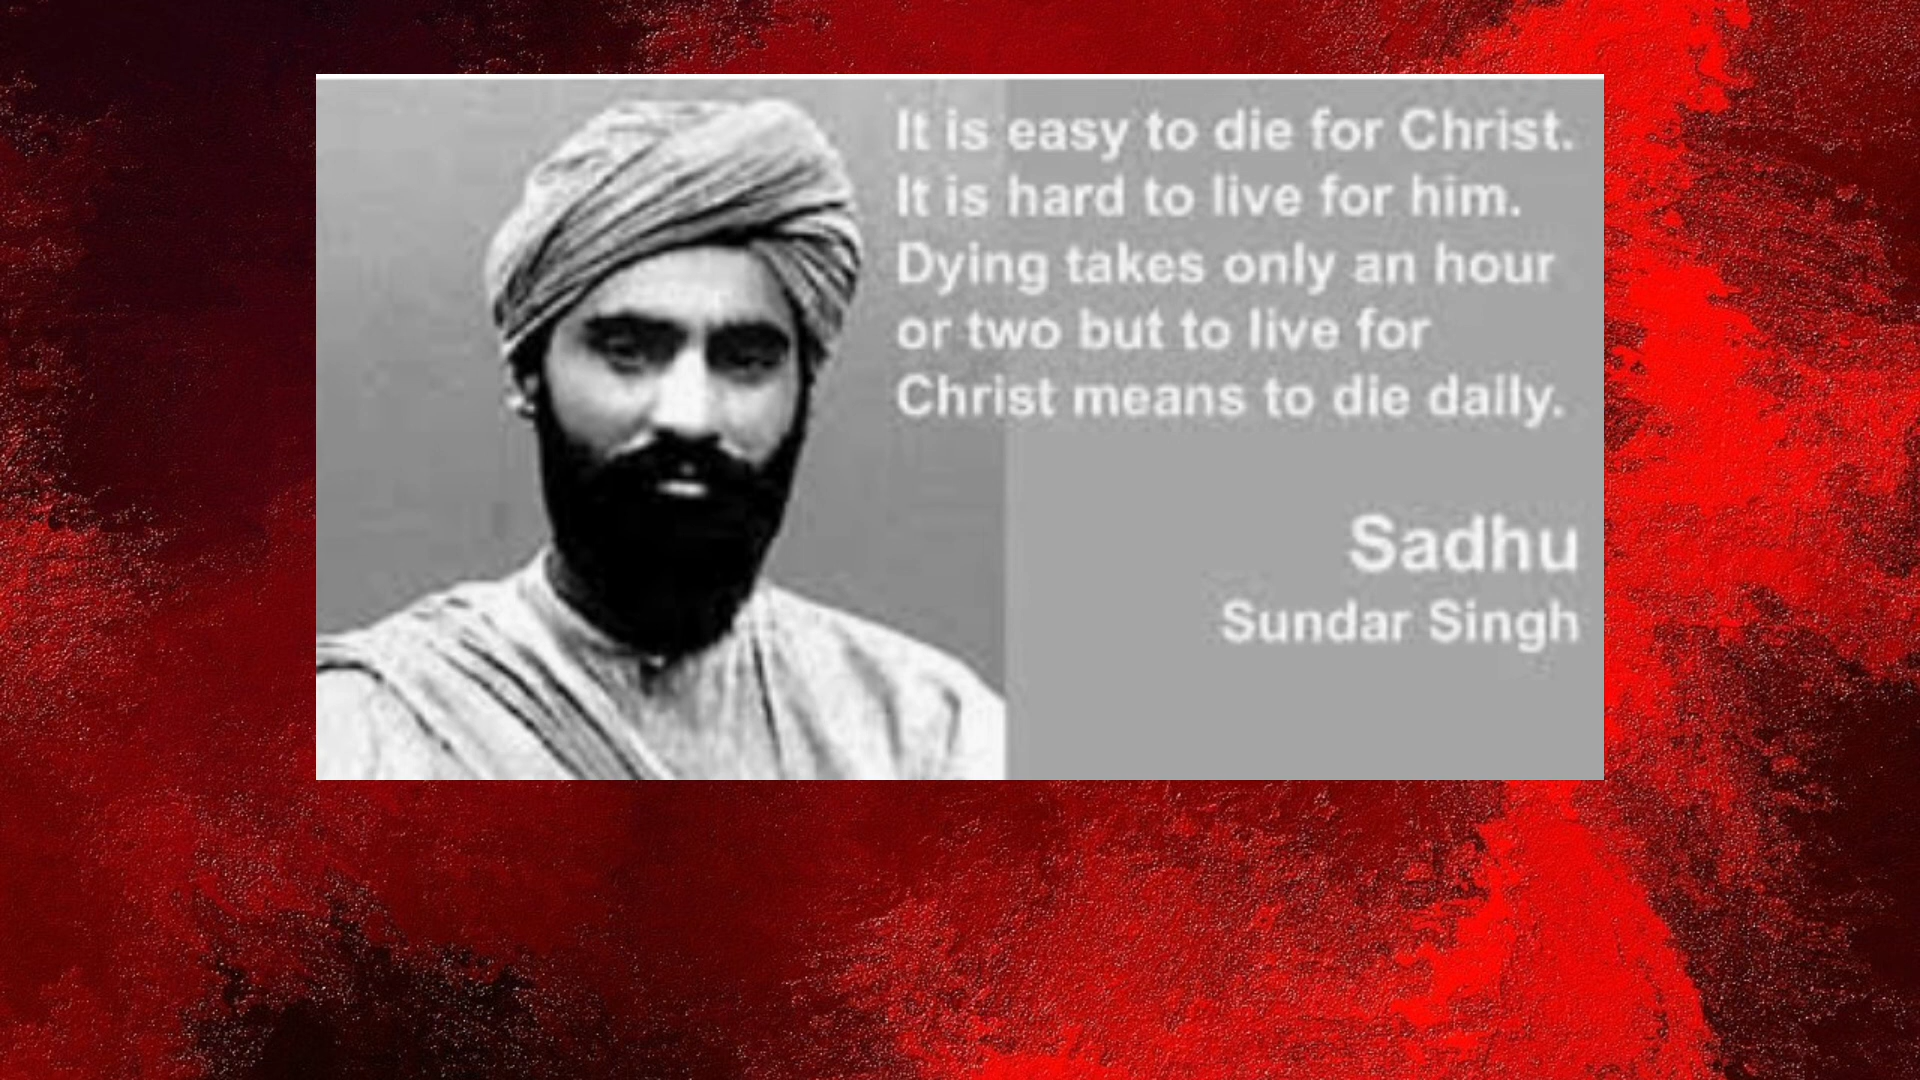 It is easy to die for Christ.
It is hard to live for him.
Dying takes only an hour
or two but to live for
Christ means to die daily.
Sadhu
Sundar Singh